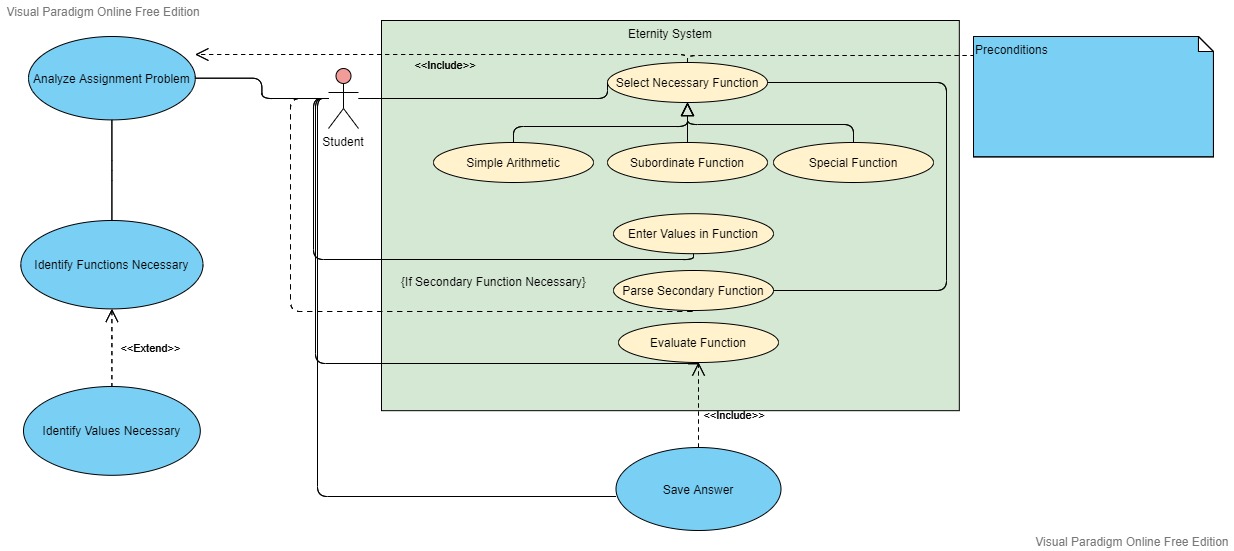 Visual Paradigm Online Free Edition
Eternity System
Preconditions
<<Include>>
Analyze Assignment Problem
Select Necessary Function
Student
Simple Arithmetic
Subordinate Function
Special Function
Enter Values in Function
Identify Functions Necessary
{If Secondary Function Necessary}
Parse Secondary Function
<<Extend>>
Evaluate Function
<<Include>>
Identify Values Necessary
Save Answer
Visual Paradigm Online Free Edition